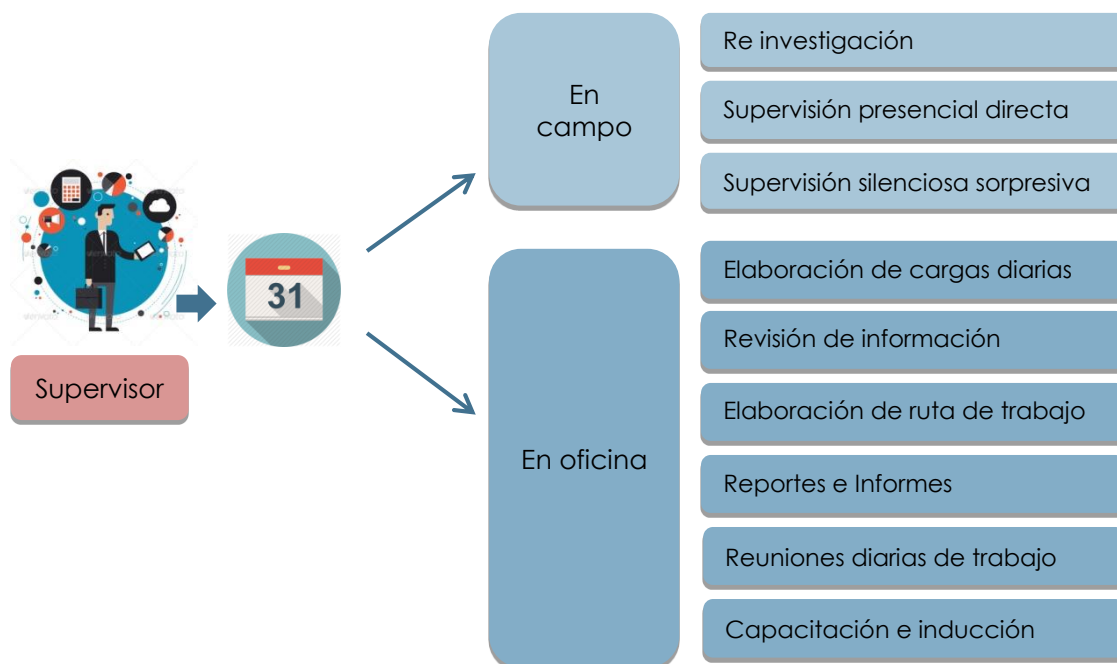 Supervisor
31
En
campo
Re investigación
Supervisión presencial directa
Supervisión silenciosa sorpresiva
En oficina
Elaboración de cargas diarias
Revisión de información
Elaboración de ruta de trabajo
Reportes e Informes
Reuniones diarias de trabajo
Capacitación e inducción